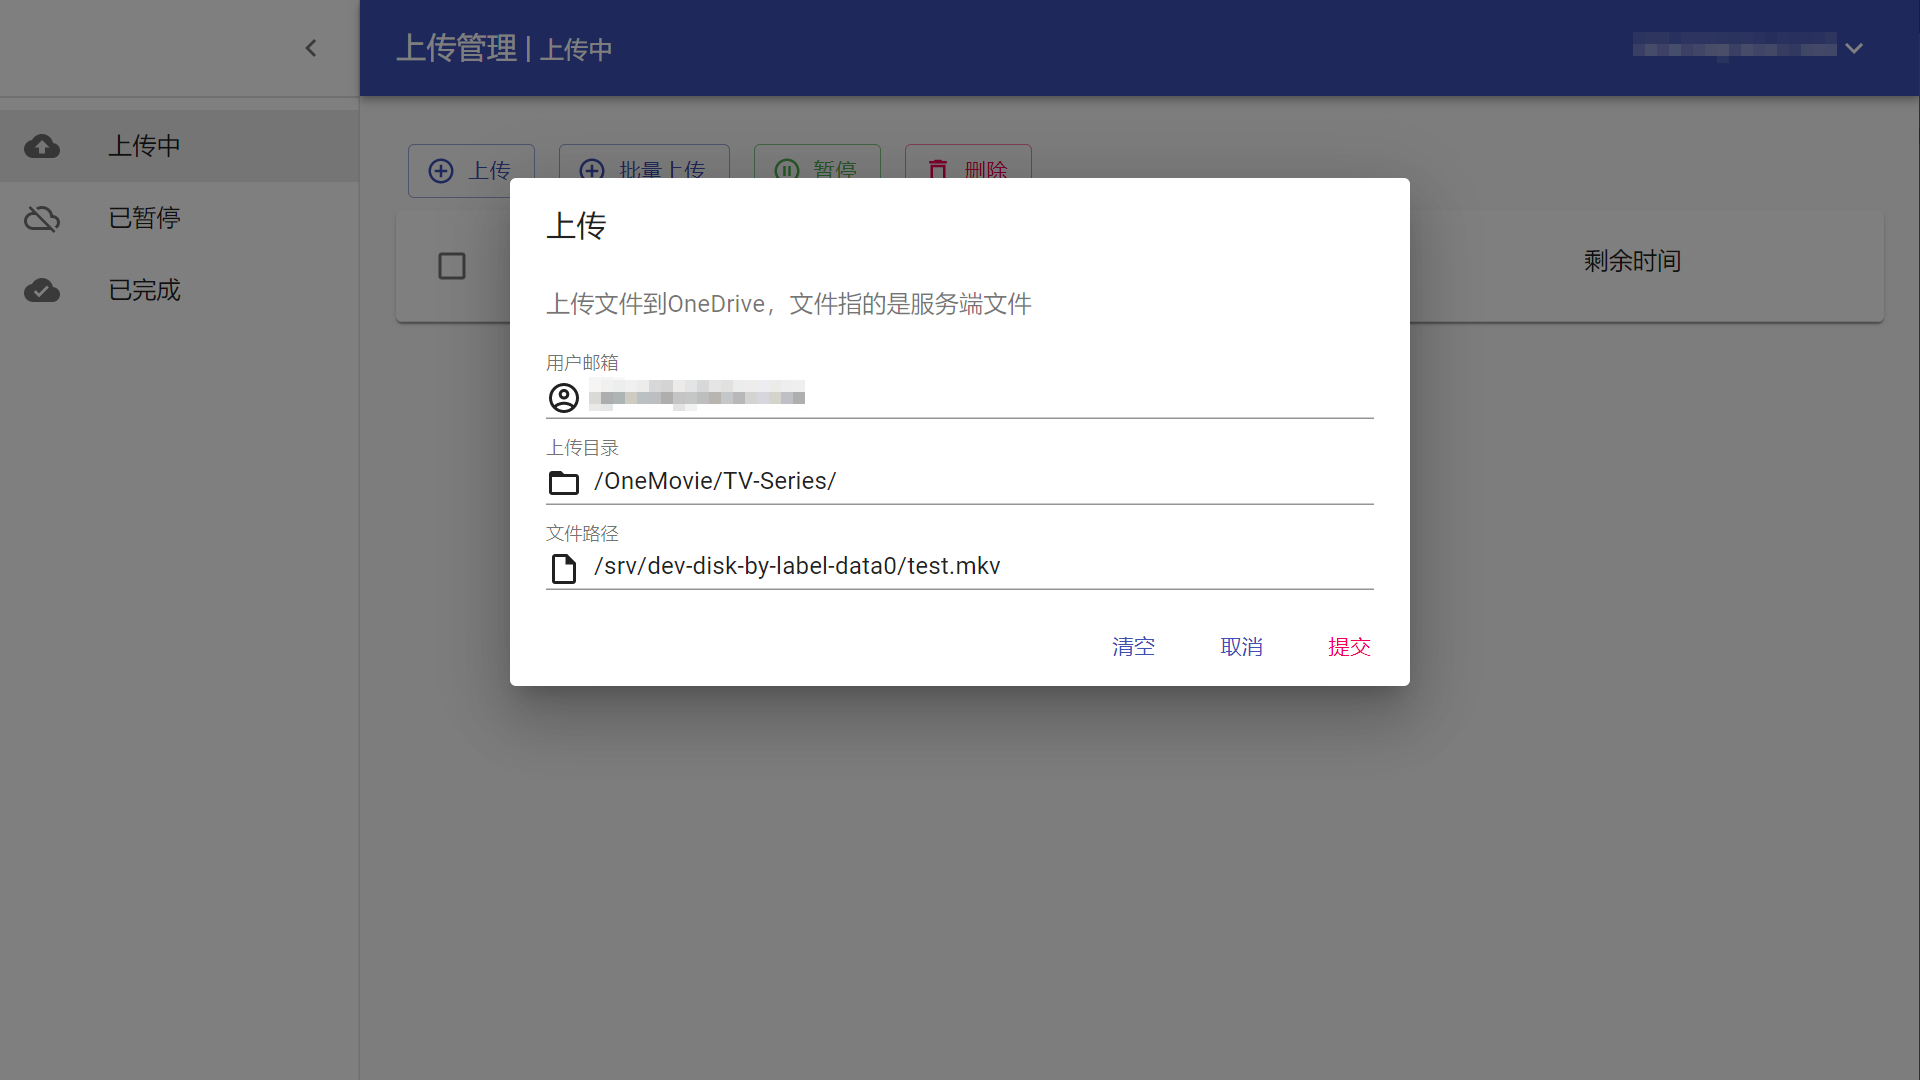 上传管理 | 上传中
上传中
已暂停
已完成
上传
批量上传
暂停
删除
剩余时间
上传
上传文件到OneDrive，文件指的是服务端文件
用户邮箱
上传目录
/OneMovie/TV-Series/
文件路径
/srv/dev-disk-by-label-data0/test.mkv
清空
取消
提交